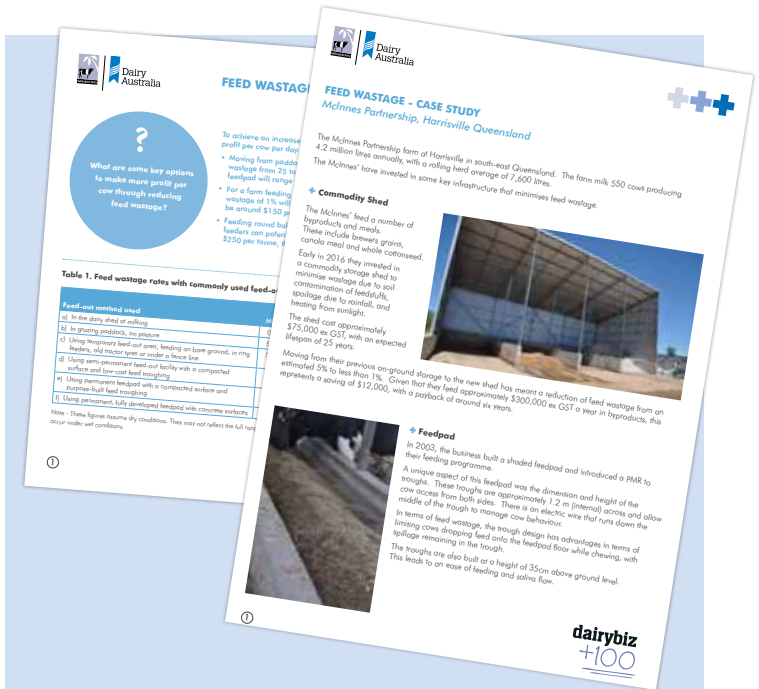 Dairy
Australia
FEED WASTAG
?
What are some key options
to make more profit per
cow through reducing
feed wastage?
To achieve an increase
profit per cow per day
• Moving from paddo
wastage from 25 to
feedpad will range
• For a farm feeding
wastage of 1% will
be around $150 p
• Feeding round bal
feeders can poten
$250 per tonne, t
Table 1. Feed wastage rates with commonly used feed-o
Feed-out method used
a) In the dairy shed at milking
b) In grazing paddock, on pasture
c) Using temporary feed-out area, feeding on bare ground, in ring
feeders, old tractor tyres or under a fence line
d) Using semi-permanent feed-out facility with a compacted
surface and low-cost feed troughing
e) Using permanent feedpad with a compacted surface and
purpose-built feed troughing
f) Using permanent, fully developed feedpad with concrete surfaces
Note - These figures assume dry conditions. They may not reflect the full rang
occur under wet conditions.
1
Dairy
Australia
FEED WASTAGE - CASE STUDY
McInnes Partnership, Harrisville Queensland
The McInnes Partnership farm at Harrisville in south-east Queensland. The farm milk 550 cows producing
4.2 million litres annually, with a rolling herd average of 7,600 litres.
The McInnes' have invested in some key infrastructure that minimises feed wastage.
Commodity Shed
The McInnes' feed a number of
byproducts and meals.
These include brewers grains,
canola meal and whole cottonseed.
Early in 2016 they invested in
a commodity storage shed to
minimise wastage due to soil
contamination of feedstuffs,
spoilage due to rainfall, and
heating from sunlight.
The shed cost approximately
$75,000 ex GST, with an expected
lifespan of 25 years.
Moving from their previous on-ground storage to the new shed has meant a reduction of feed wastage from an
estimated 5% to less than 1%. Given that they feed approximately $300,000 ex GST a year in byproducts, this
represents a saving of $12,000, with a payback of around six years.
Feedpad
In 2003, the business built a shaded feedpad and introduced a PMR to
their feeding programme.
A unique aspect of this feedpad was the dimension and height of the
troughs. These troughs are approximately 1.2 m (internal) across and allow
cow access from both sides. There is an electric wire that runs down the
middle of the trough to manage cow behaviour.
In terms of feed wastage, the trough design has advantages in terms of
limiting cows dropping feed onto the feedpad floor while chewing, with
spillage remaining in the trough.
The troughs are also built at a height of 35cm above ground level.
This leads to an ease of feeding and saliva flow.
1
dairybiz
+100